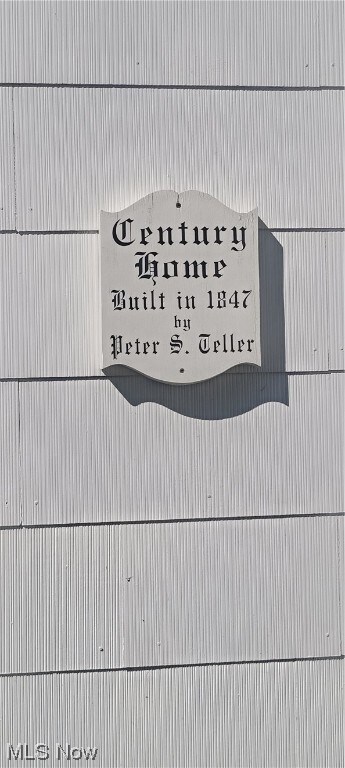 Century
Home
Built in 1847
by
Peter S. Teller
MLS Now